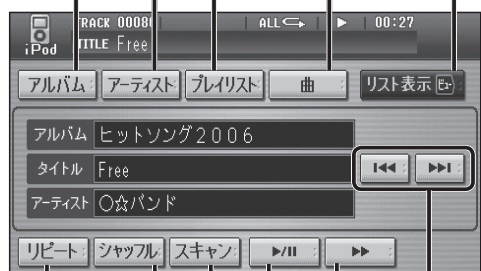 TRACK 0008 ALL 00:27
iPod TITLE Free
アルバム アーティスト プレイリスト 曲 リスト表示
アルバム ヒットソング2006
タイトル Free
アーティスト ○☆バンド
リピート シャッフル スキャン